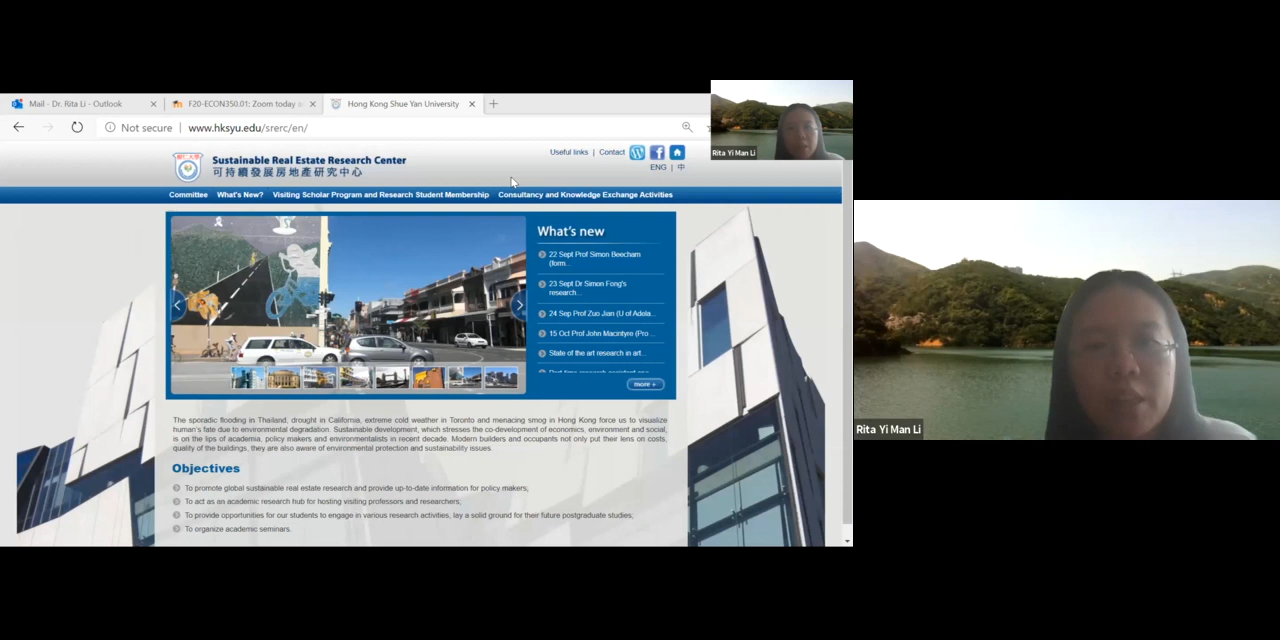 Mail - Dr. Rita Li - Outlook
F20-ECON350.01: Zoom today
Hong Kong Shue Yan University
Not secure | www.hksyu.edu/srerc/en/
Rita Yi Man Li
Useful links | Contact
ENG | 中
Sustainable Real Estate Research Center
可持續發展房地產研究中心
Committee What's New? Visiting Scholar Program and Research Student Membership Consultancy and Knowledge Exchange Activities
What's new
22 Sept Prof Simon Beecham
(form...
23 Sept Dr Simon Fong's
research...
24 Sep Prof Zuo Jian (U of Adela...
15 Oct Prof John Macintyre (Pro ...
State of the art research in art...
more +
The sporadic flooding in Thailand, drought in California, extreme cold weather in Toronto and menacing smog in Hong Kong force us to visualize
human's fate due to environmental degradation. Sustainable development, which stresses the co-development of economics, environment and social,
is on the lips of academia, policy makers and environmentalists in recent decade. Modern builders and occupants not only put their lens on costs,
quality of the buildings, they are also aware of environmental protection and sustainability issues.
Objectives
To promote global sustainable real estate research and provide up-to-date information for policy makers;
To act as an academic research hub for hosting visiting professors and researchers;
To provide opportunities for our students to engage in various research activities, lay a solid ground for their future postgraduate studies;
To organize academic seminars.
Rita Yi Man Li